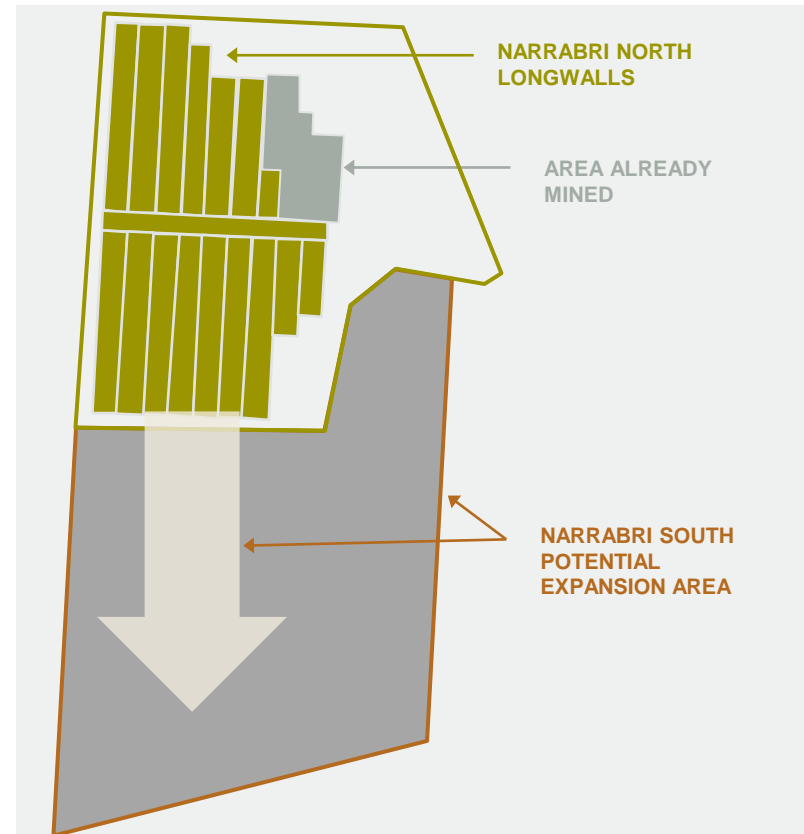 NARRABRI NORTH
LONGWALLS
AREA ALREADY
MINED
NARRABRI SOUTH
POTENTIAL
EXPANSION AREA